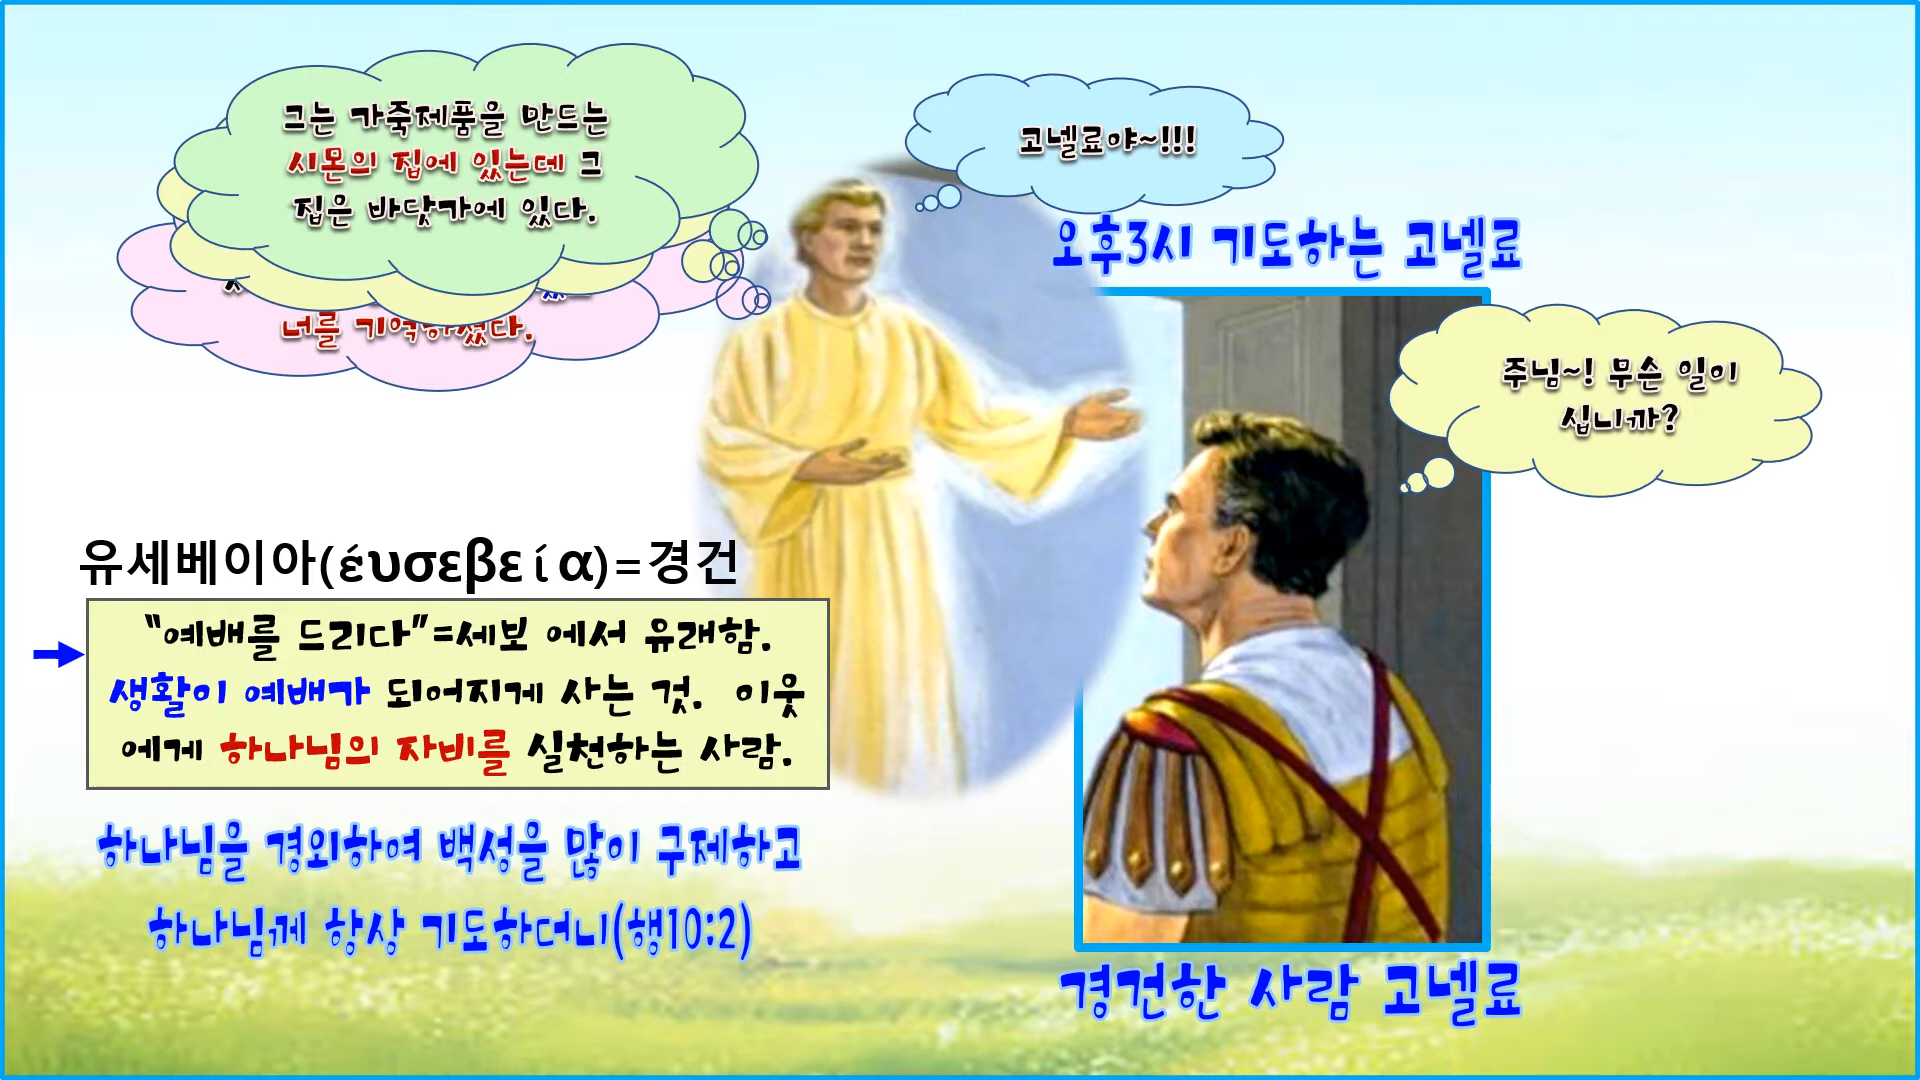 그는 가죽제품을 만드는
시몬의 집에 있는데 그
집은 바닷가에 있다.
너를 기억하셨다.
고넬료야~!!!
오후3시 기도하는 고넬료
주님~! 무슨 일이
십니까?
유세베이아(έυσεβεία)=경건
"예배를 드리다"=세보 에서 유래함.
생활이 예배가 되어지게 사는 것. 이웃
에게 하나님의 자비를 실천하는 사람.
하나님을 경외하여 백성을 많이 구제하고
하나님께 항상 기도하더니(행10:2)
경건한 사람 고넬료